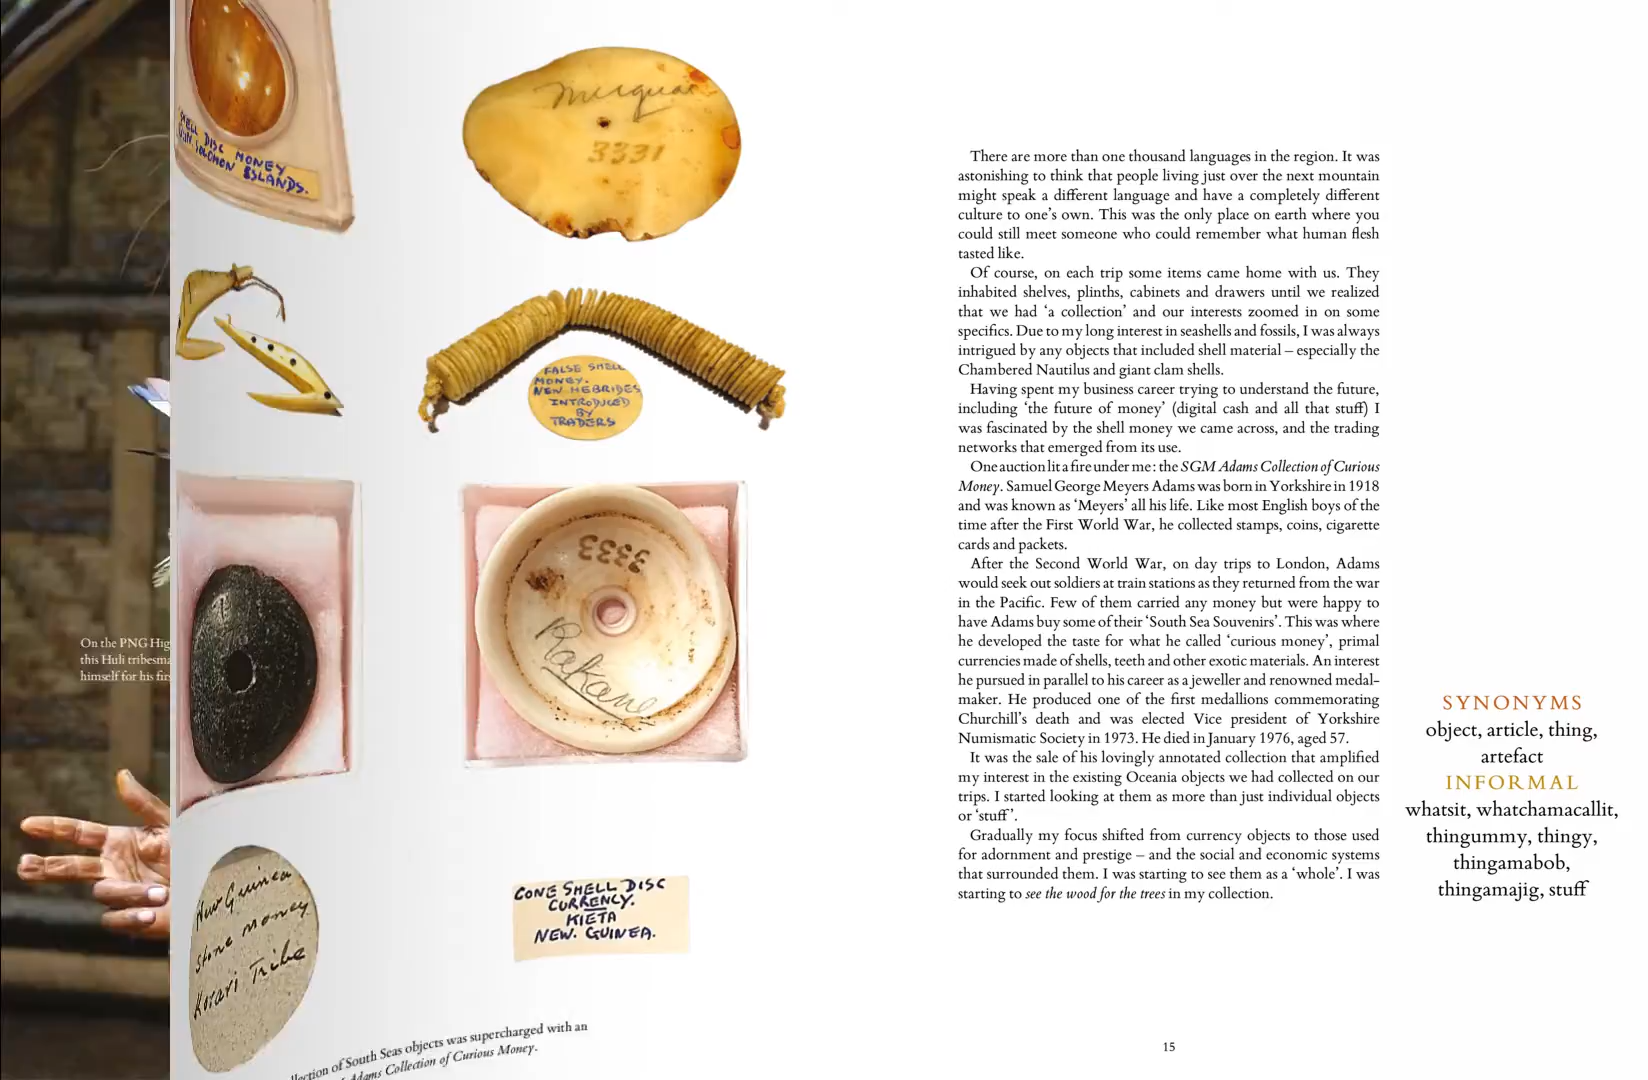 SHELL DISC MONEY
SOLOMON ISLANDS.
3331
FALSE SHELL
MONEY.
NEW HEBRIDES
INTRODUCED
BY
TRADERS
3333
Rakane
On the PNG Hig
this Huli tribesma
himself for his firs
New Guinea
stone money
Tribe
CONE SHELL DISC
CURRENCY.
KIETA
NEW. GUINEA.
llection of South Seas objects was supercharged with an
Adams Collection of Curious Money.
There are more than one thousand languages in the region. It was
astonishing to think that people living just over the next mountain
might speak a different language and have a completely different
culture to one's own. This was the only place on earth where you
could still meet someone who could remember what human flesh
tasted like.
Of course, on each trip some items came home with us. They
inhabited shelves, plinths, cabinets and drawers until we realized
that we had ‘a collection’ and our interests zoomed in on some
specifics. Due to my long interest in seashells and fossils, I was always
intrigued by any objects that included shell material – especially the
Chambered Nautilus and giant clam shells.
Having spent my business career trying to understand the future,
including ‘the future of money’ (digital cash and all that stuff) I
was fascinated by the shell money we came across, and the trading
networks that emerged from its use.
One auction lit a fire under me: the SGM Adams Collection of Curious
Money. Samuel George Meyers Adams was born in Yorkshire in 1918
and was known as ‘Meyers’ all his life. Like most English boys of the
time after the First World War, he collected stamps, coins, cigarette
cards and packets.
After the Second World War, on day trips to London, Adams
would seek out soldiers at train stations as they returned from the war
in the Pacific. Few of them carried any money but were happy to
have Adams buy some of their ‘South Sea Souvenirs’. This was where
he developed the taste for what he called ‘curious money’, primal
currencies made of shells, teeth and other exotic materials. An interest
he pursued in parallel to his career as a jeweller and renowned medal-
maker. He produced one of the first medallions commemorating
Churchill’s death and was elected Vice president of Yorkshire
Numismatic Society in 1973. He died in January 1976, aged 57.
It was the sale of his lovingly annotated collection that amplified
my interest in the existing Oceania objects we had collected on our
trips. I started looking at them as more than just individual objects
or ‘stuff’.
Gradually my focus shifted from currency objects to those used
for adornment and prestige – and the social and economic systems
that surrounded them. I was starting to see them as a ‘whole’. I was
starting to see the wood for the trees in my collection.
SYNONYMS
object, article, thing,
artefact
INFORMAL
whatsit, whatchamacallit,
thingummy, thingy,
thingamabob,
thingamajig, stuff
15